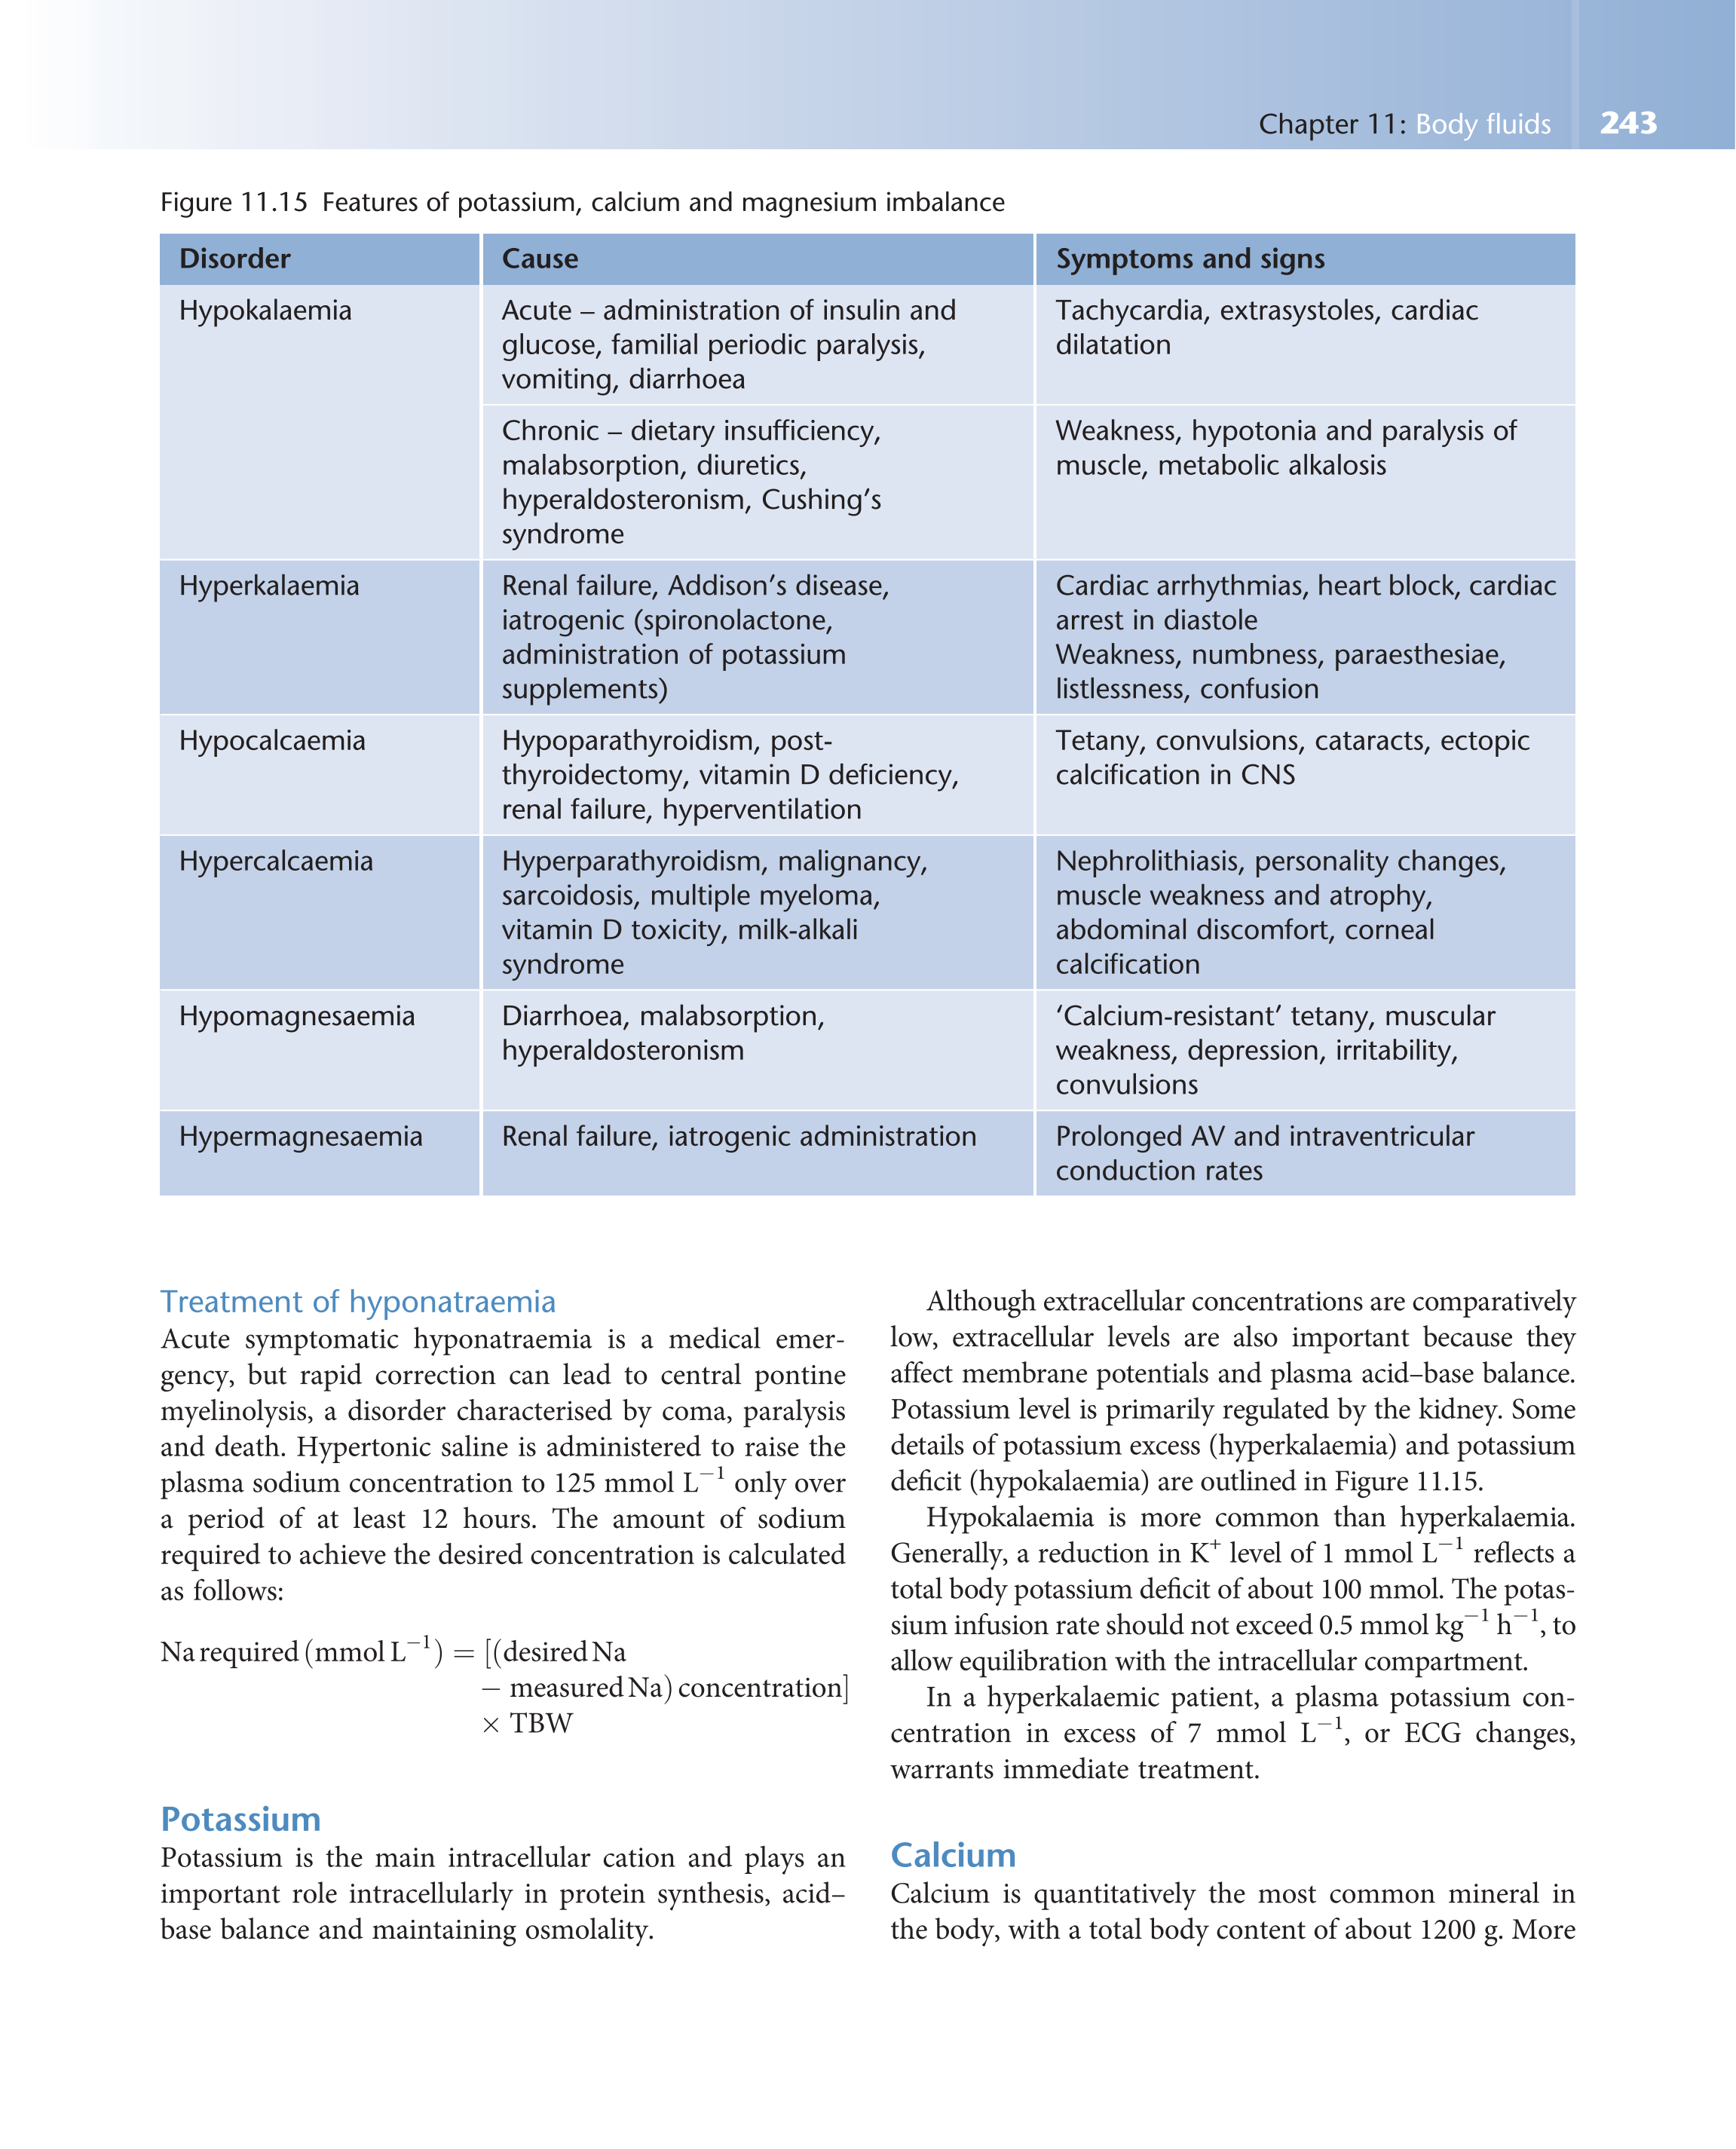 Chapter 11: Body fluids 243
Figure 11.15 Features of potassium, calcium and magnesium imbalance
Disorder
Cause
Symptoms and signs
Hypokalaemia
Acute – administration of insulin and
glucose, familial periodic paralysis,
vomiting, diarrhoea
Tachycardia, extrasystoles, cardiac
dilatation
Chronic – dietary insufficiency,
malabsorption, diuretics,
hyperaldosteronism, Cushing’s
syndrome
Weakness, hypotonia and paralysis of
muscle, metabolic alkalosis
Hyperkalaemia
Renal failure, Addison’s disease,
iatrogenic (spironolactone,
administration of potassium
supplements)
Cardiac arrhythmias, heart block, cardiac
arrest in diastole
Weakness, numbness, paraesthesiae,
listlessness, confusion
Hypocalcaemia
Hypoparathyroidism, post-
thyroidectomy, vitamin D deficiency,
renal failure, hyperventilation
Tetany, convulsions, cataracts, ectopic
calcification in CNS
Hypercalcaemia
Hyperparathyroidism, malignancy,
sarcoidosis, multiple myeloma,
vitamin D toxicity, milk-alkali
syndrome
Nephrolithiasis, personality changes,
muscle weakness and atrophy,
abdominal discomfort, corneal
calcification
Hypomagnesaemia
Diarrhoea, malabsorption,
hyperaldosteronism
‘Calcium-resistant’ tetany, muscular
weakness, depression, irritability,
convulsions
Hypermagnesaemia
Renal failure, iatrogenic administration
Prolonged AV and intraventricular
conduction rates
Treatment of hyponatraemia
Acute symptomatic hyponatraemia is a medical emer-
gency, but rapid correction can lead to central pontine
myelinolysis, a disorder characterised by coma, paralysis
and death. Hypertonic saline is administered to raise the
plasma sodium concentration to 125 mmol L⁻¹ only over
a period of at least 12 hours. The amount of sodium
required to achieve the desired concentration is calculated
as follows:
Na required (mmol L⁻¹) = [(desired Na
− measured Na) concentration]
× TBW
Potassium
Potassium is the main intracellular cation and plays an
important role intracellularly in protein synthesis, acid–
base balance and maintaining osmolality.
Although extracellular concentrations are comparatively
low, extracellular levels are also important because they
affect membrane potentials and plasma acid–base balance.
Potassium level is primarily regulated by the kidney. Some
details of potassium excess (hyperkalaemia) and potassium
deficit (hypokalaemia) are outlined in Figure 11.15.
Hypokalaemia is more common than hyperkalaemia.
Generally, a reduction in K⁺ level of 1 mmol L⁻¹ reflects a
total body potassium deficit of about 100 mmol. The potas-
sium infusion rate should not exceed 0.5 mmol kg⁻¹ h⁻¹, to
allow equilibration with the intracellular compartment.
In a hyperkalaemic patient, a plasma potassium con-
centration in excess of 7 mmol L⁻¹, or ECG changes,
warrants immediate treatment.
Calcium
Calcium is quantitatively the most common mineral in
the body, with a total body content of about 1200 g. More